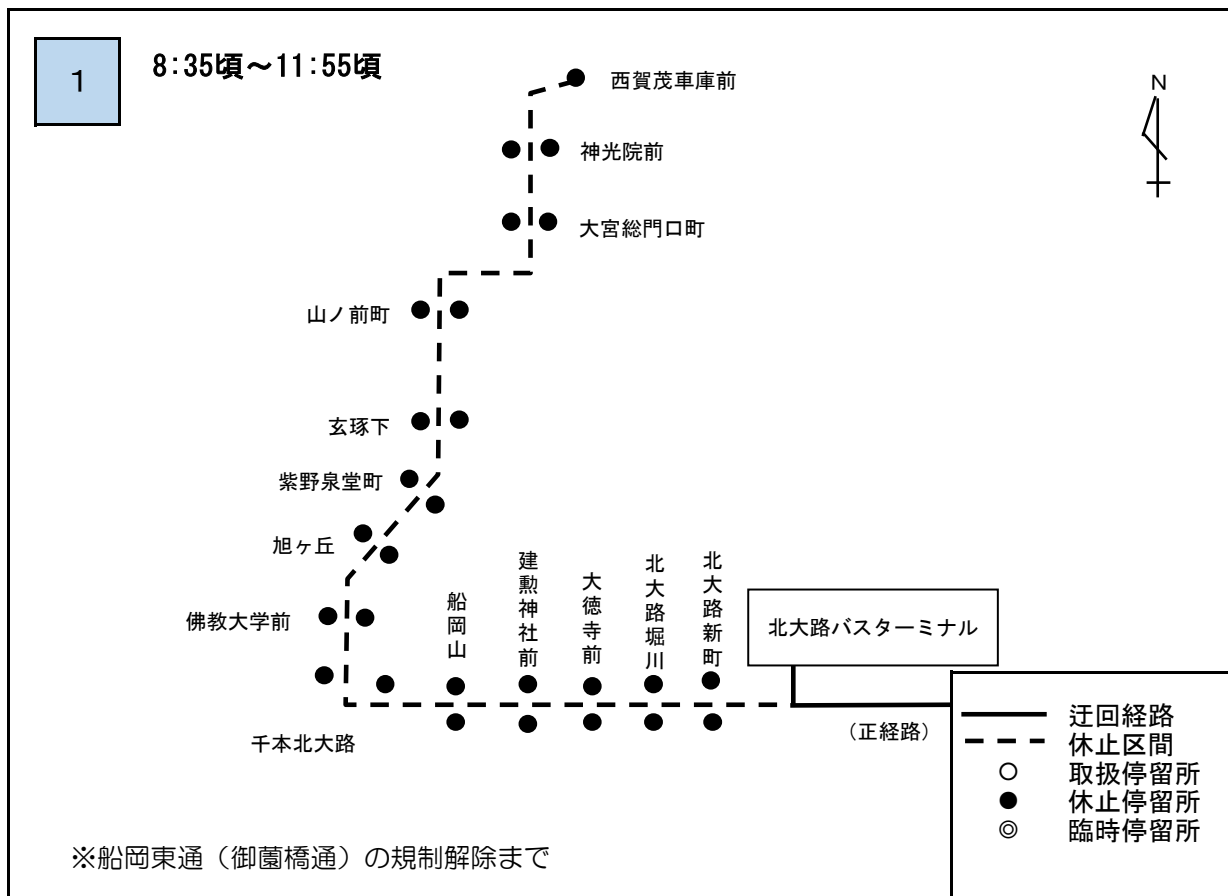 1
8:35頃～11:55頃
N
西賀茂車庫前
神光院前
大宮総門口町
山ノ前町
玄琢下
紫野泉堂町
旭ヶ丘
佛教大学前
船岡山
建勲神社前
大徳寺前
北大路堀川
北大路新町
北大路バスターミナル
千本北大路
（正経路）
迂回経路
休止区間
取扱停留所
休止停留所
臨時停留所
※船岡東通（御薗橋通）の規制解除まで